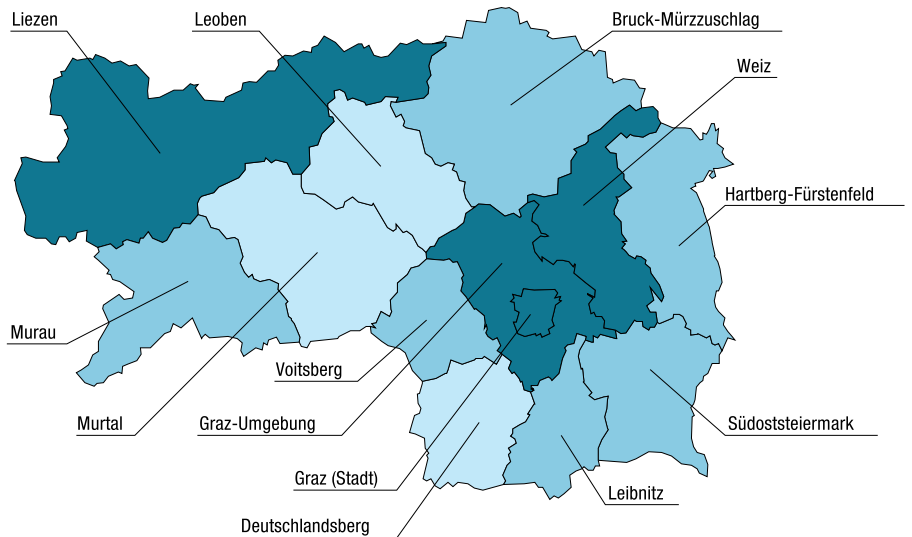 Liezen
Leoben
Bruck-Mürzzuschlag
Weiz
Hartberg-Fürstenfeld
Murau
Voitsberg
Murtal
Graz-Umgebung
Südoststeiermark
Graz (Stadt)
Leibnitz
Deutschlandsberg